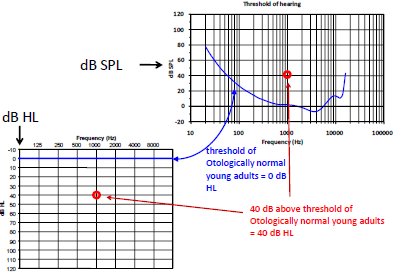 Threshold of hearing
120
100
80
60
40
20
0
-20
dB SPL
10
100
1000
10000
100000
Frequency (Hz)
dB SPL
dB HL
Frequency (Hz)
125 250 500 1000 2000 4000 8000
-10
0
10
20
30
40
50
60
70
80
90
100
110
120
dB HL
threshold of
Otologically normal
young adults = 0 dB
HL
40 dB above threshold of
Otologically normal young adults
= 40 dB HL